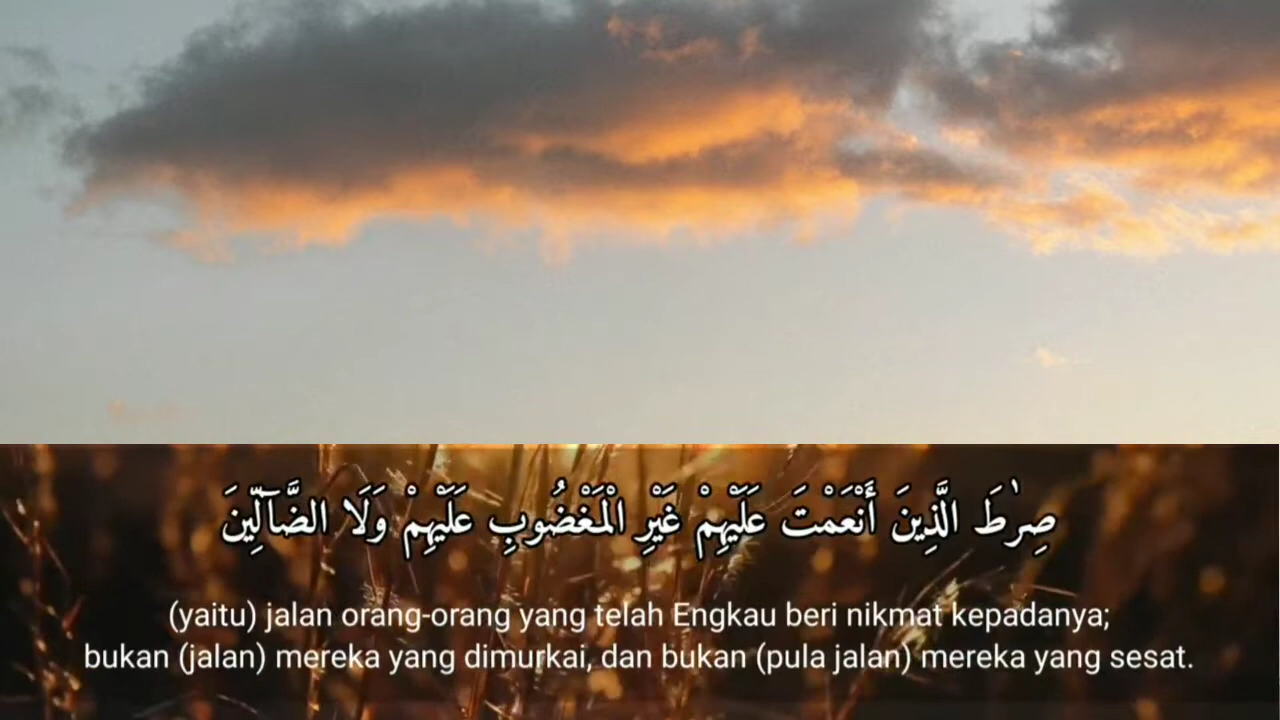 صِرٰطَ الَّذِينَ أَنْعَمْتَ عَلَيْهِمْ غَيْرِ الْمَغْضُوبِ عَلَيْهِمْ وَلَا الضَّآلِّينَ
(yaitu) jalan orang-orang yang telah Engkau beri nikmat kepadanya;
bukan (jalan) mereka yang dimurkai, dan bukan (pula jalan) mereka yang sesat.